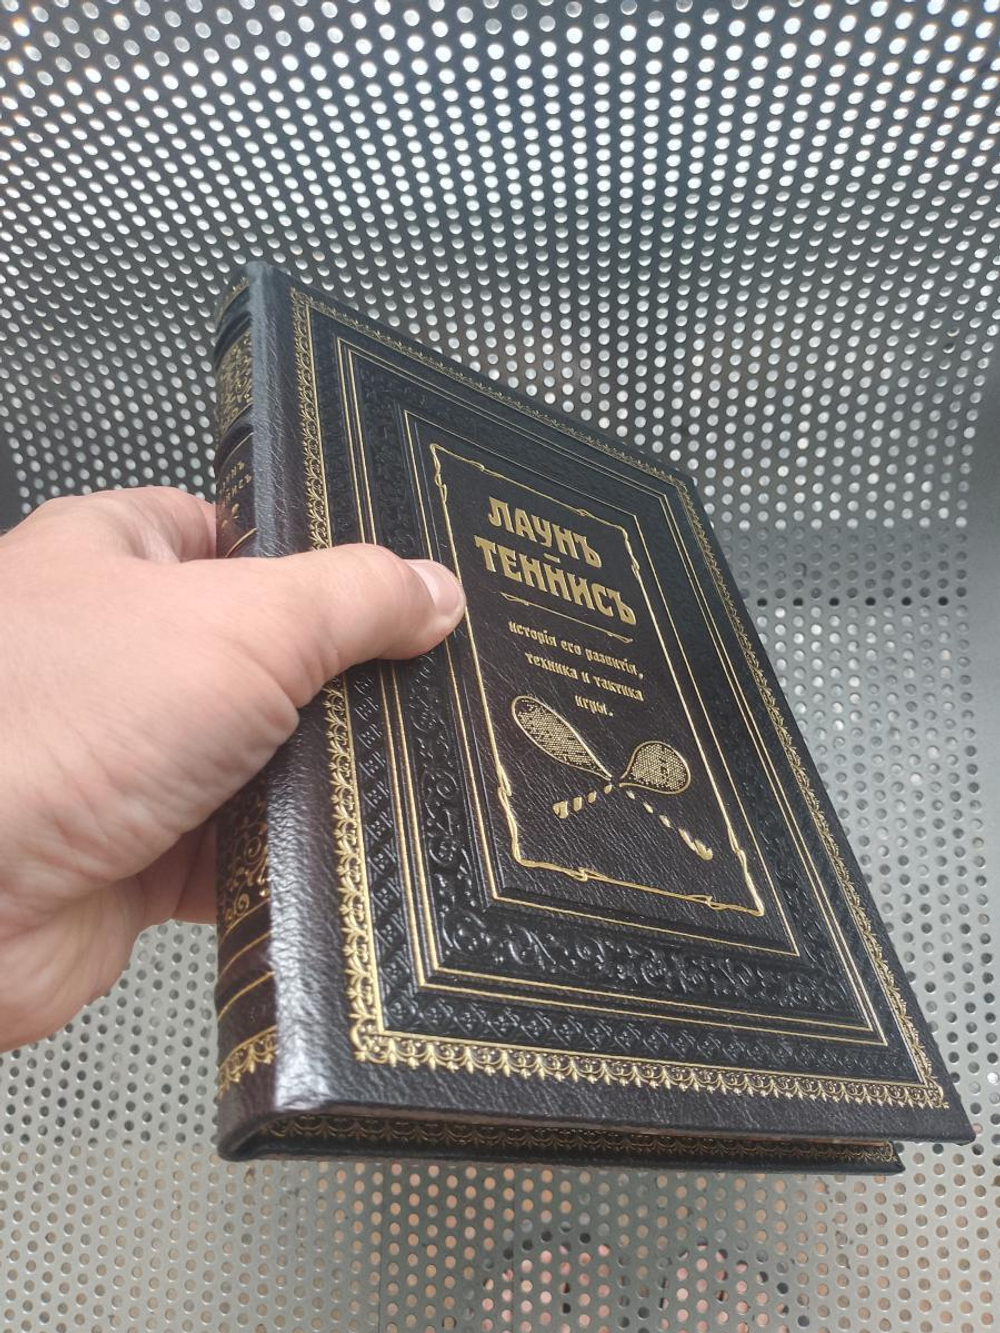 ЛАУНЪ
-
ТЕННИСЪ
исторія его развитія,
техника и тактика
игры.